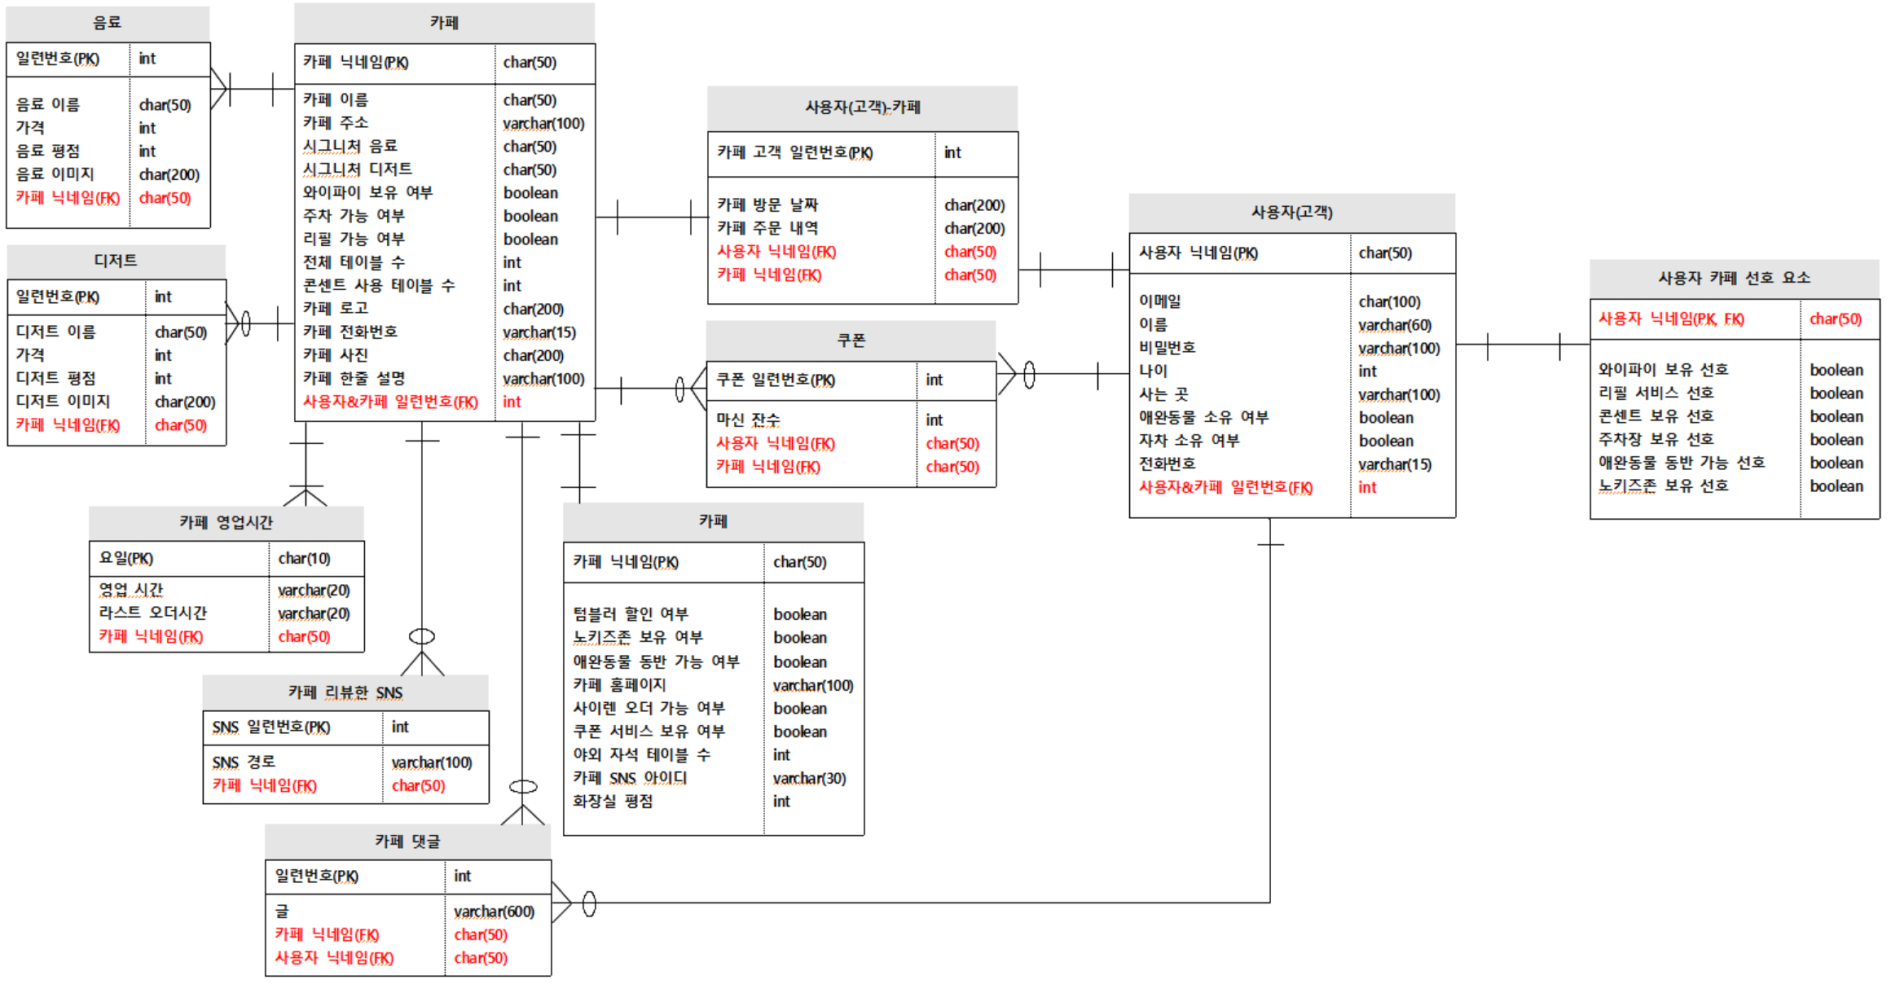 음료
일련번호(PK) int
음료 이름 char(50)
가격 int
음료 평점 int
음료 이미지 char(200)
카페 닉네임(FK) char(50)
디저트
일련번호(PK) int
디저트 이름 char(50)
가격 int
디저트 평점 int
디저트 이미지 char(200)
카페 닉네임(FK) char(50)
카페
카페 닉네임(PK) char(50)
카페 이름 char(50)
카페 주소 varchar(100)
시그니처 음료 char(50)
시그니처 디저트 char(50)
와이파이 보유 여부 boolean
주차 가능 여부 boolean
리필 가능 여부 boolean
전체 테이블 수 int
콘센트 사용 테이블 수 int
카페 로고 char(200)
카페 전화번호 varchar(15)
카페 사진 char(200)
카페 한줄 설명 varchar(100)
사용자&카페 일련번호(FK) int
사용자(고객)-카페
카페 고객 일련번호(PK) int
카페 방문 날짜 char(200)
카페 주문 내역 char(200)
사용자 닉네임(FK) char(50)
카페 닉네임(FK) char(50)
쿠폰
쿠폰 일련번호(PK) int
마신 잔수 int
사용자 닉네임(FK) char(50)
카페 닉네임(FK) char(50)
사용자(고객)
사용자 닉네임(PK) char(50)
이메일 char(100)
이름 varchar(60)
비밀번호 varchar(100)
나이 int
사는 곳 varchar(100)
애완동물 소유 여부 boolean
자차 소유 여부 boolean
전화번호 varchar(15)
사용자&카페 일련번호(FK) int
사용자 카페 선호 요소
사용자 닉네임(PK, FK) char(50)
와이파이 보유 선호 boolean
리필 서비스 선호 boolean
콘센트 보유 선호 boolean
주차장 보유 선호 boolean
애완동물 동반 가능 선호 boolean
노키즈존 보유 선호 boolean
카페 영업시간
요일(PK) char(10)
영업 시간 varchar(20)
라스트 오더시간 varchar(20)
카페 닉네임(FK) char(50)
카페 리뷰한 SNS
SNS 일련번호(PK) int
SNS 경로 varchar(100)
카페 닉네임(FK) char(50)
카페
카페 닉네임(PK) char(50)
텀블러 할인 여부 boolean
노키즈존 보유 여부 boolean
애완동물 동반 가능 여부 boolean
카페 홈페이지 varchar(100)
사이렌 오더 가능 여부 boolean
쿠폰 서비스 보유 여부 boolean
야외 자석 테이블 수 int
카페 SNS 아이디 varchar(30)
화장실 평점 int
카페 댓글
일련번호(PK) int
글 varchar(600)
카페 닉네임(FK) char(50)
사용자 닉네임(FK) char(50)